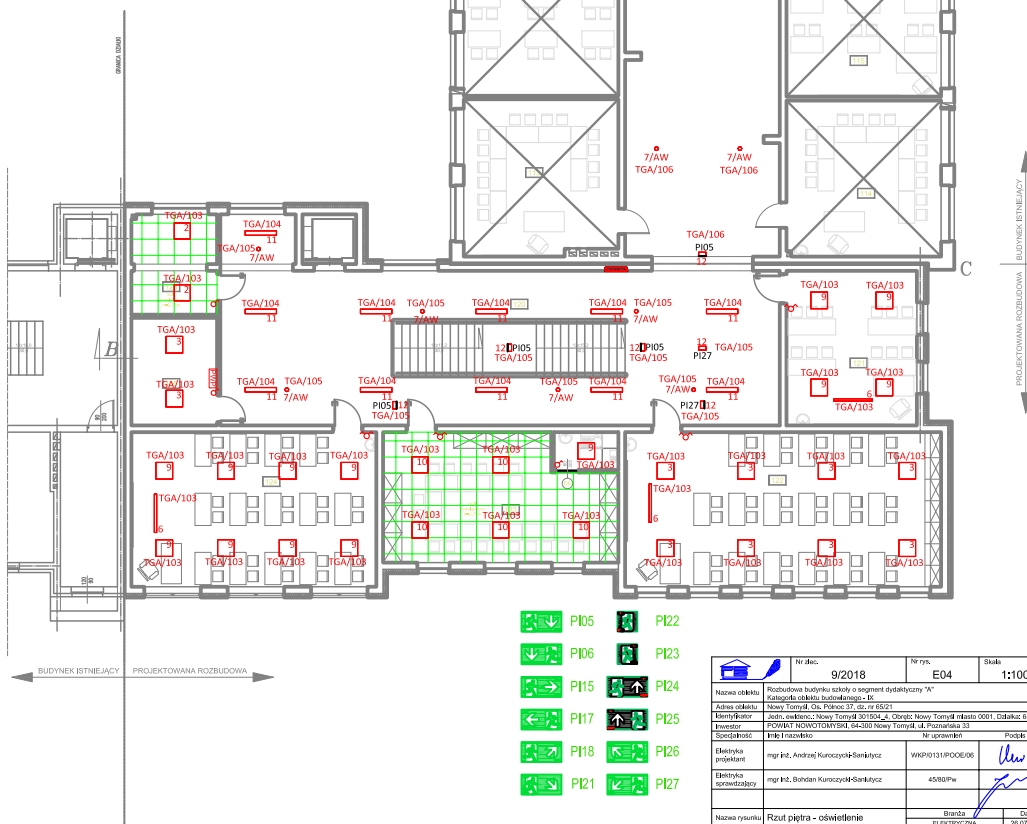 GRANICA DZIAŁKI
115
113
114
7/AW
TGA/106
7/AW
TGA/106
BUDYNEK ISTNIEJĄCY
PROJEKTOWANA ROZBUDOWA
TGA/103
2
TGA/104
11
TGA/105
7/AW
TGA/106
PI05
12
C
TGA/103
2
TGA/104
11
TGA/104
11
TGA/105
7/AW
TGA/104
11
120
TGA/104
11
TGA/105
7/AW
TGA/104
11
9
9
B
TGA/103
3
12
PI05
TGA/105
12
PI05
TGA/105
12
TGA/105
PI27
121
TGA/103
3
TGA/104
11
TGA/105
7/AW
TGA/104
11
TGA/104
11
TGA/105
7/AW
TGA/104
11
TGA/105
7/AW
TGA/104
11
9
9
TGA/103
PI05
12
TGA/105
PI27
12
TGA/105
90
200
TGA/103
9
TGA/103
9
TGA/103
9
TGA/103
9
TGA/103
10
TGA/103
10
9
TGA/103
TGA/103
3
TGA/103
3
TGA/103
3
TGA/103
3
124
122
TGA/103
6
TGA/103
10
TGA/103
10
TGA/103
10
TGA/103
6
9
TGA/103
9
TGA/103
9
TGA/103
9
TGA/103
3
TGA/103
3
TGA/103
3
TGA/103
3
TGA/103
120
90
PI05
PI22
PI06
PI23
PI15
PI24
PI17
PI25
PI18
PI26
PI21
PI27
BUDYNEK ISTNIEJĄCY
PROJEKTOWANA ROZBUDOWA
Nr zlec.
9/2018
Nr rys.
E04
Skala
1:100
Nazwa obiektu
Rozbudowa budynku szkoły o segment dydaktyczny "A"
Kategoria obiektu budowlanego - IX
Adres obiektu
Nowy Tomyśl, Os. Północ 37, dz. nr 65/21
Identyfikator
Jedn. ewidenc.: Nowy Tomyśl 301504_4, Obręb: Nowy Tomyśl miasto 0001, Działka: 6
Inwestor
POWIAT NOWOTOMYSKI, 64-300 Nowy Tomyśl, ul. Poznańska 33
Specjalność
Imię i nazwisko
Nr uprawnień
Podpis
Elektryka
projektant
mgr inż. Andrzej Kuroczycki-Saniutycz
WKP/0131/POOE/06
Elektryka
sprawdzający
mgr inż. Bohdan Kuroczycki-Saniutycz
45/80/Pw
Nazwa rysunku
Rzut piętra - oświetlenie
Branża
ELEKTRYCZNA
26.07